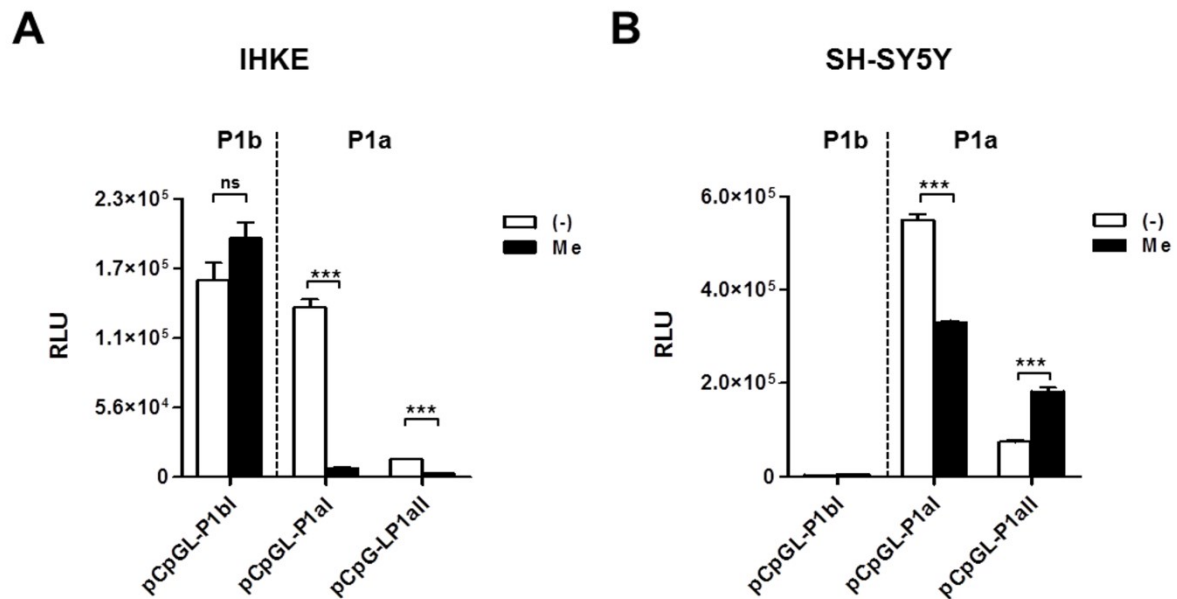 A
IHKE
P1b
P1a
ns
***
***
2.3×10⁵
1.7×10⁵
1.1×10⁵
5.6×10⁴
0
RLU
(-)
Me
pCpGL-P1bI
pCpGL-P1aI
pCpG-LP1aII
B
SH-SY5Y
P1b
P1a
***
***
6.0×10⁵
4.0×10⁵
2.0×10⁵
0
RLU
(-)
Me
pCpGL-P1bI
pCpGL-P1aI
pCpGL-P1aII